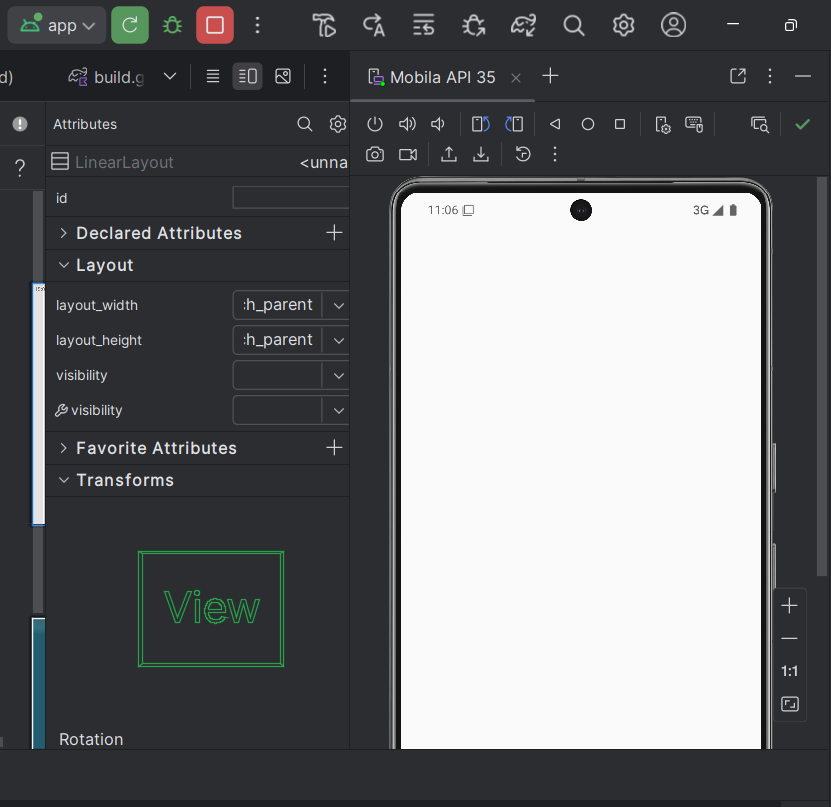 app
d)
build.g
Mobila API 35
Attributes
LinearLayout
<unna
id
Declared Attributes
Layout
layout_width
:h_parent
layout_height
:h_parent
visibility
visibility
Favorite Attributes
Transforms
View
Rotation
11:06
3G
1:1